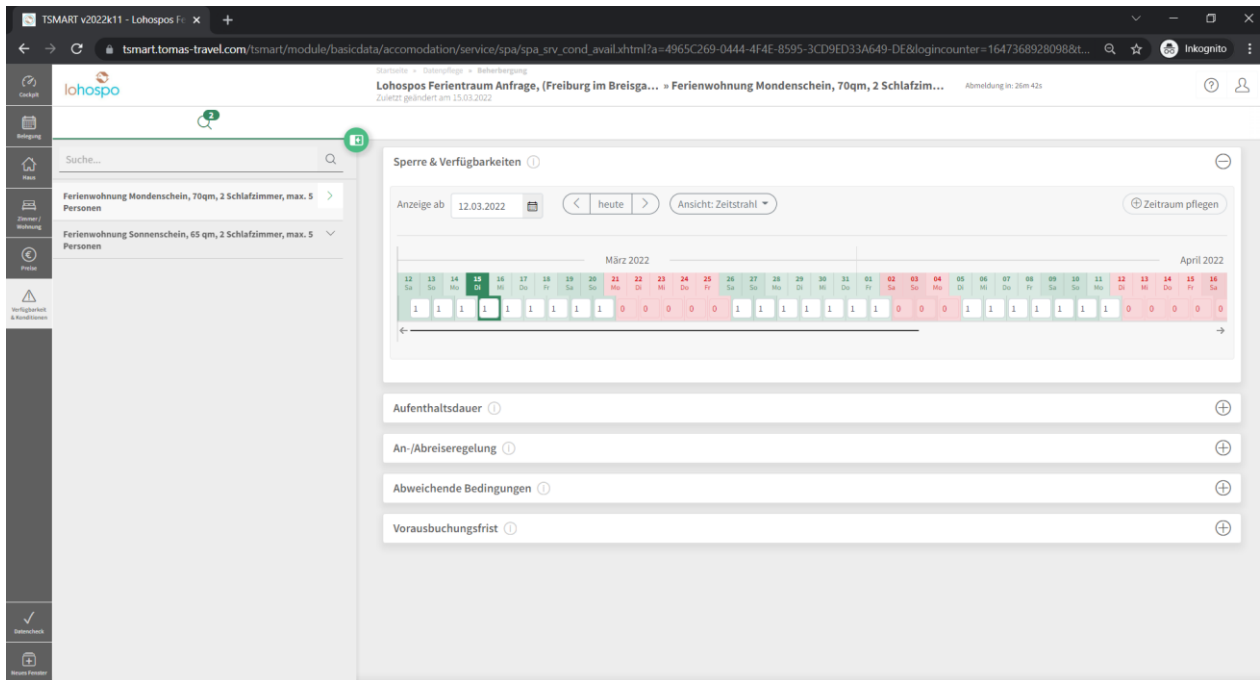 TSMART v2022k11 - Lohospos Fe
tsmart.tomas-travel.com/tsmart/module/basicdata/accomodation/service/spa/spa_srv_cond_avail.xhtml?a=4965C269-0444-4F4E-8595-3CD9ED33A649-DE&logincounter=1647368928098&t...
Inkognito
Cockpit
Belegung
Haus
Zimmer /
Wohnung
Preise
Verfügbarkeit
& Konditionen
Datencheck
Neues Fenster
lohospo
2
Suche...
Ferienwohnung Mondenschein, 70qm, 2 Schlafzimmer, max. 5
Personen
Ferienwohnung Sonnenschein, 65 qm, 2 Schlafzimmer, max. 5
Personen
Startseite » Datenpflege » Beherbergung
Lohospos Ferientraum Anfrage, (Freiburg im Breisga... » Ferienwohnung Mondenschein, 70qm, 2 Schlafzim...
Abmeldung in: 26m 42s
Zuletzt geändert am 15.03.2022
Sperre & Verfügbarkeiten
Anzeige ab 12.03.2022 heute Ansicht: Zeitstrahl Zeitraum pflegen
März 2022 April 2022
12 13 14 15 16 17 18 19 20 21 22 23 24 25 26 27 28 29 30 31 01 02 03 04 05 06 07 08 09 10 11 12 13 14 15 16
Sa So Mo Di Mi Do Fr Sa So Mo Di Mi Do Fr Sa So Mo Di Mi Do Fr Sa So Mo Di Mi Do Fr Sa So Mo Di Mi Do Fr Sa
1 1 1 1 1 1 1 1 1 0 0 0 0 0 1 1 1 1 1 1 1 0 0 0 1 1 1 1 1 1 1 0 0 0 0 0
Aufenthaltsdauer
An-/Abreiseregelung
Abweichende Bedingungen
Vorausbuchungsfrist